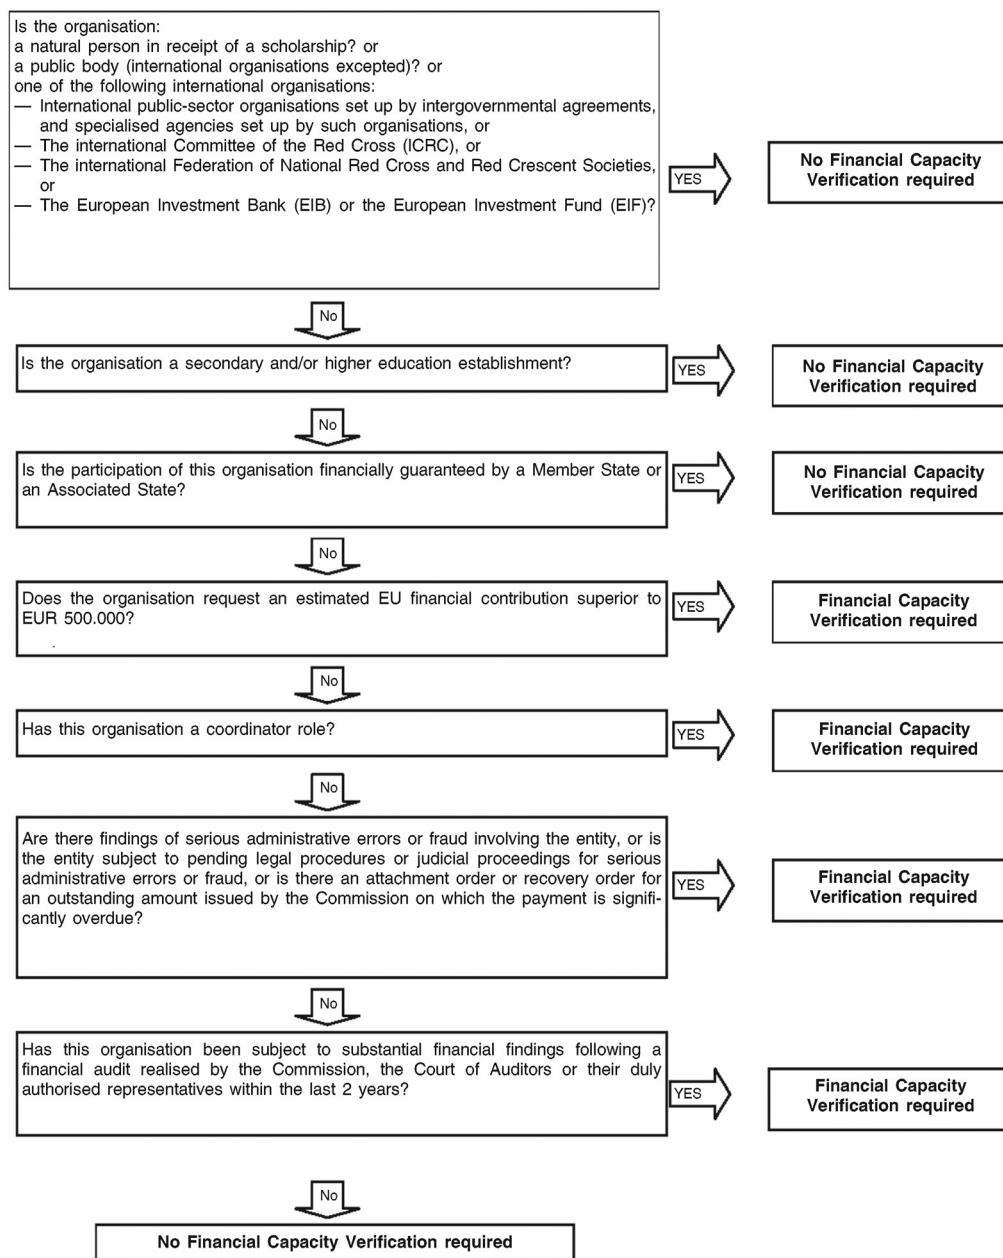 Is the organisation:
a natural person in receipt of a scholarship? or
a public body (international organisations excepted)? or
one of the following international organisations:
— International public-sector organisations set up by intergovernmental agreements,
and specialised agencies set up by such organisations, or
— The international Committee of the Red Cross (ICRC), or
— The international Federation of National Red Cross and Red Crescent Societies,
or
— The European Investment Bank (EIB) or the European Investment Fund (EIF)?
YES
No Financial Capacity
Verification required
No
Is the organisation a secondary and/or higher education establishment?
YES
No Financial Capacity
Verification required
No
Is the participation of this organisation financially guaranteed by a Member State or
an Associated State?
YES
No Financial Capacity
Verification required
No
Does the organisation request an estimated EU financial contribution superior to
EUR 500.000?
YES
Financial Capacity
Verification required
No
Has this organisation a coordinator role?
YES
Financial Capacity
Verification required
No
Are there findings of serious administrative errors or fraud involving the entity, or is
the entity subject to pending legal procedures or judicial proceedings for serious
administrative errors or fraud, or is there an attachment order or recovery order for
an outstanding amount issued by the Commission on which the payment is signifi-
cantly overdue?
YES
Financial Capacity
Verification required
No
Has this organisation been subject to substantial financial findings following a
financial audit realised by the Commission, the Court of Auditors or their duly
authorised representatives within the last 2 years?
YES
Financial Capacity
Verification required
No
No Financial Capacity Verification required